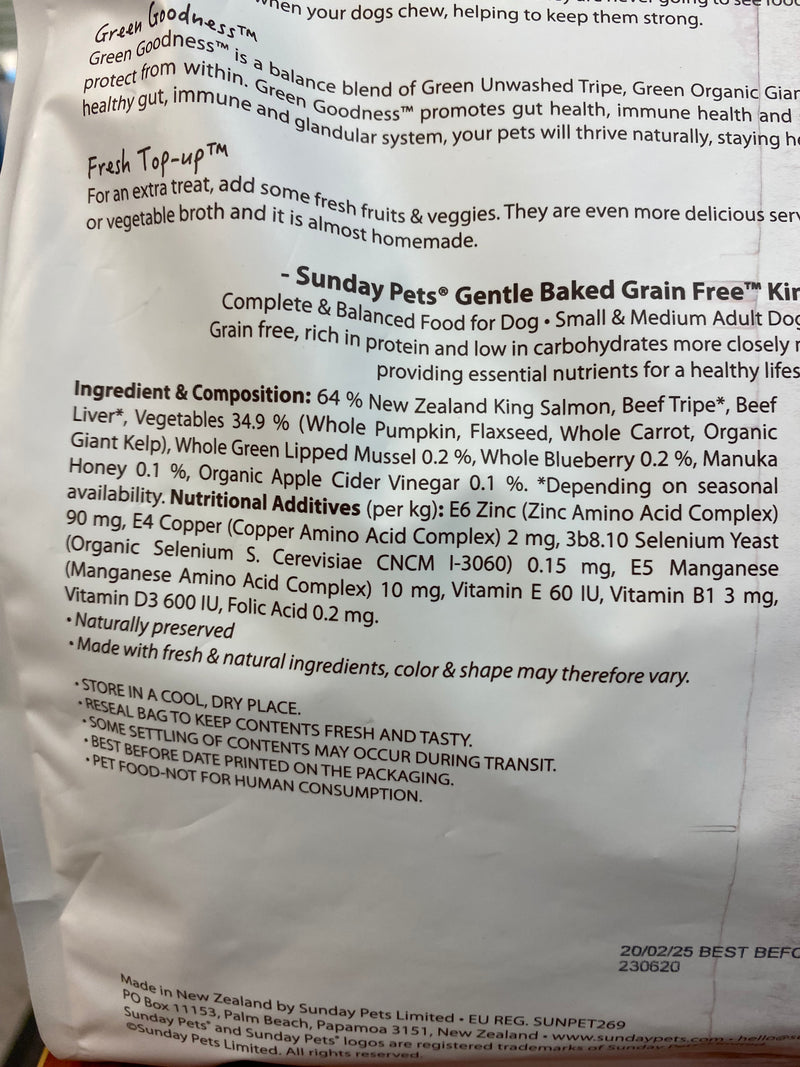 when your dogs chew, helping to keep them strong.
Green Goodness™
Green Goodness™ is a balance blend of Green Unwashed Tripe, Green Organic
protect from within. Green Goodness™ promotes gut health, immune health and
healthy gut, immune and glandular system, your pets will thrive naturally, staying
Fresh Top-up™
For an extra treat, add some fresh fruits & veggies. They are even more delicious
or vegetable broth and it is almost homemade.
- Sunday Pets® Gentle Baked Grain Free™
Complete & Balanced Food for Dog • Small & Medium Adult
Grain free, rich in protein and low in carbohydrates more closely
providing essential nutrients for a healthy
Ingredient & Composition: 64 % New Zealand King Salmon, Beef Tripe*, Beef
Liver*, Vegetables 34.9 % (Whole Pumpkin, Flaxseed, Whole Carrot, Organic
Giant Kelp), Whole Green Lipped Mussel 0.2 %, Whole Blueberry 0.2 %, Manuka
Honey 0.1 %, Organic Apple Cider Vinegar 0.1 %. *Depending on seasonal
availability. Nutritional Additives (per kg): E6 Zinc (Zinc Amino Acid Complex)
90 mg, E4 Copper (Copper Amino Acid Complex) 2 mg, 3b8.10 Selenium Yeast
(Organic Selenium S. Cerevisiae CNCM I-3060) 0.15 mg, E5 Manganese
(Manganese Amino Acid Complex) 10 mg, Vitamin E 60 IU, Vitamin B1 3 mg,
Vitamin D3 600 IU, Folic Acid 0.2 mg.
• Naturally preserved
• Made with fresh & natural ingredients, color & shape may therefore vary.
• STORE IN A COOL, DRY PLACE.
• RESEAL BAG TO KEEP CONTENTS FRESH AND TASTY.
• SOME SETTLING OF CONTENTS MAY OCCUR DURING TRANSIT.
• BEST BEFORE DATE PRINTED ON THE PACKAGING.
• PET FOOD-NOT FOR HUMAN CONSUMPTION.
20/02/25 BEST
230620
Made in New Zealand by Sunday Pets Limited • EU REG. SUNPET269
PO Box 11153, Palm Beach, Papamoa 3151, New Zealand • www.sundaypets.com •
Sunday Pets® and Sunday Pets® logos are registered trademarks of Sunday Pets Limited.
©Sunday Pets Limited. All rights reserved.